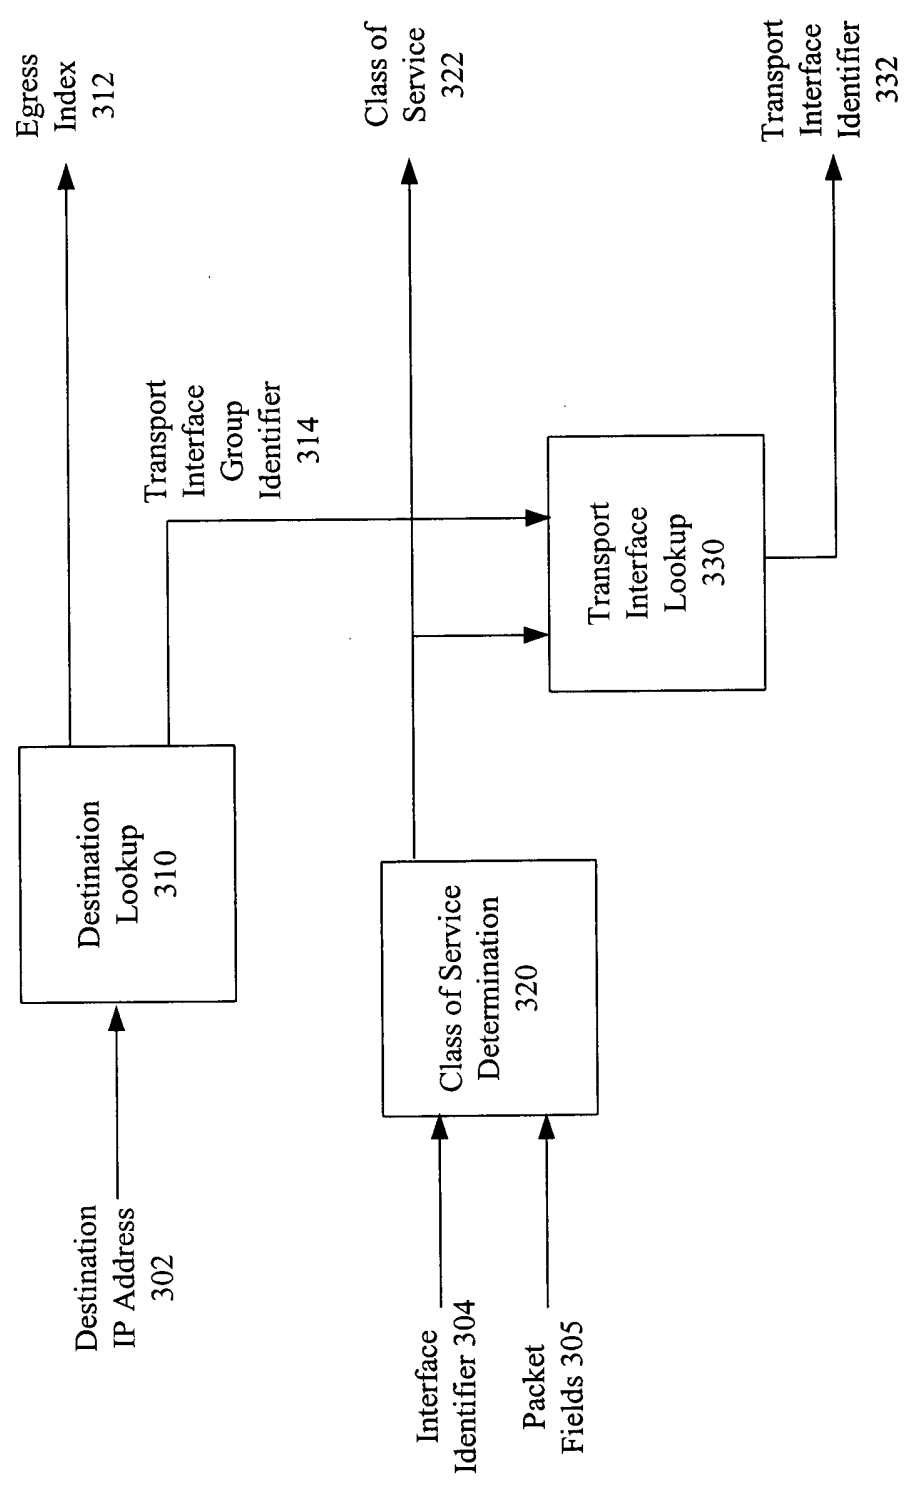 Destination
IP Address
302
Destination
Lookup
310
Egress
Index
312
Transport
Interface
Group
Identifier
314
Interface
Identifier 304
Packet
Fields 305
Class of Service
Determination
320
Class of
Service
322
Transport
Interface
Lookup
330
Transport
Interface
Identifier
332